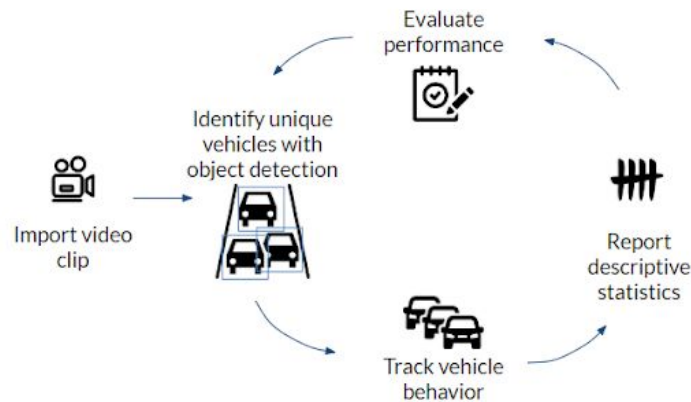 Evaluate
performance
Identify unique
vehicles with
object detection
Import video
clip
Report
descriptive
statistics
Track vehicle
behavior